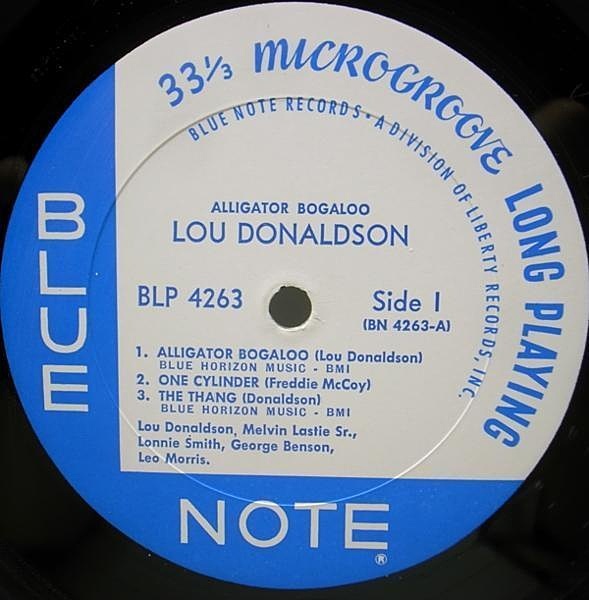 33⅓ MICROGROOVE LONG PLAYING
BLUE NOTE RECORDS • A DIVISION OF LIBERTY RECORDS, INC.
ALLIGATOR BOGALOO
LOU DONALDSON
BLP 4263
Side 1
(BN 4263-A)
1. ALLIGATOR BOGALOO (Lou Donaldson)
BLUE HORIZON MUSIC - BMI
2. ONE CYLINDER (Freddie McCoy)
3. THE THANG (Donaldson)
BLUE HORIZON MUSIC - BMI
Lou Donaldson, Melvin Lastie Sr.,
Lonnie Smith, George Benson,
Leo Morris.
BLUE
NOTE®